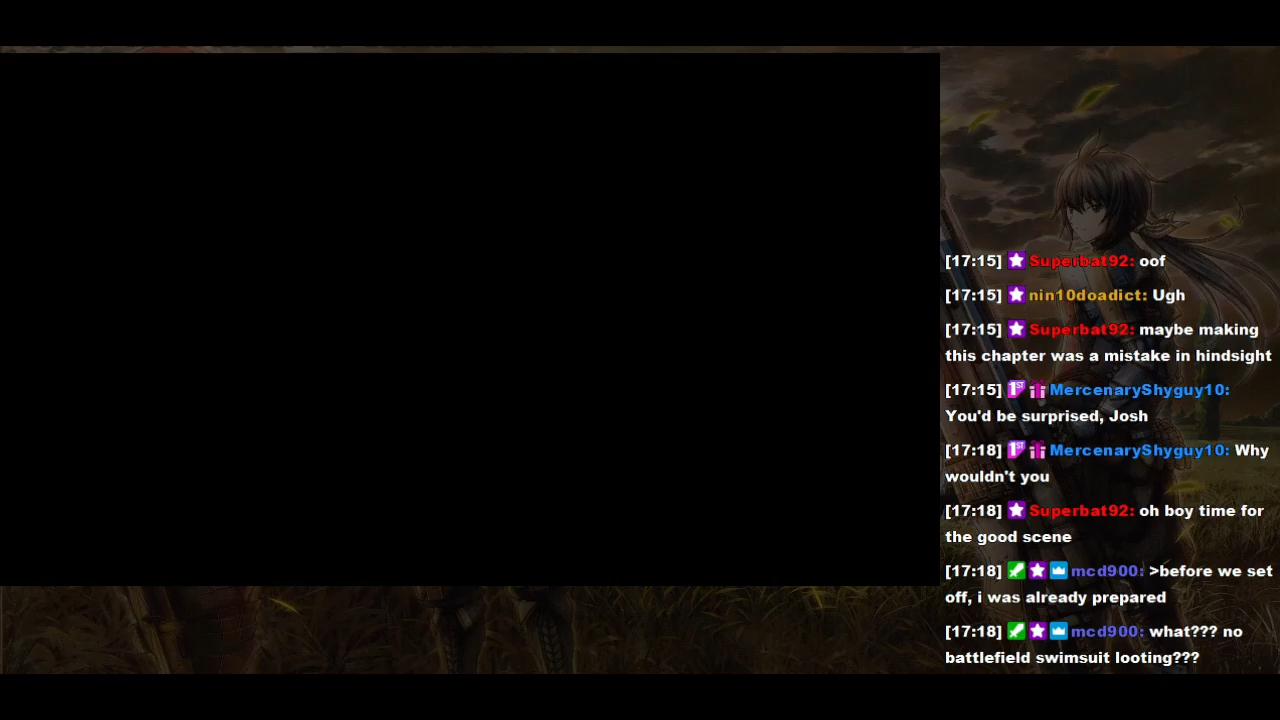 [17:15] Superbat92: oof
[17:15] nin10doadict: Ugh
[17:15] Superbat92: maybe making
this chapter was a mistake in hindsight
[17:15] 1ST MercenaryShyguy10:
You'd be surprised, Josh
[17:18] 1ST MercenaryShyguy10: Why
wouldn't you
[17:18] Superbat92: oh boy time for
the good scene
[17:18] mcd900: >before we set
off, i was already prepared
[17:18] mcd900: what??? no
battlefield swimsuit looting???